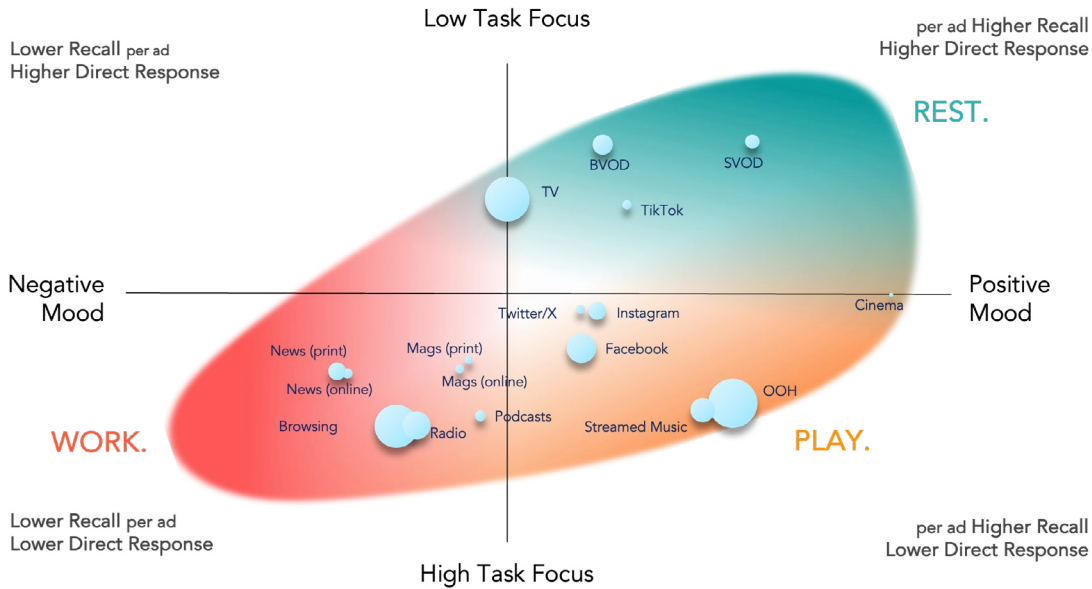 Low Task Focus
Lower Recall per ad
Higher Direct Response
per ad Higher Recall
Higher Direct Response
REST.
BVOD
SVOD
TV
TikTok
Negative
Mood
Positive
Mood
Cinema
Twitter/X
Instagram
News (print)
Mags (print)
Facebook
News (online)
Mags (online)
OOH
Browsing
Radio
Podcasts
Streamed Music
WORK.
PLAY.
Lower Recall per ad
Lower Direct Response
per ad Higher Recall
Lower Direct Response
High Task Focus